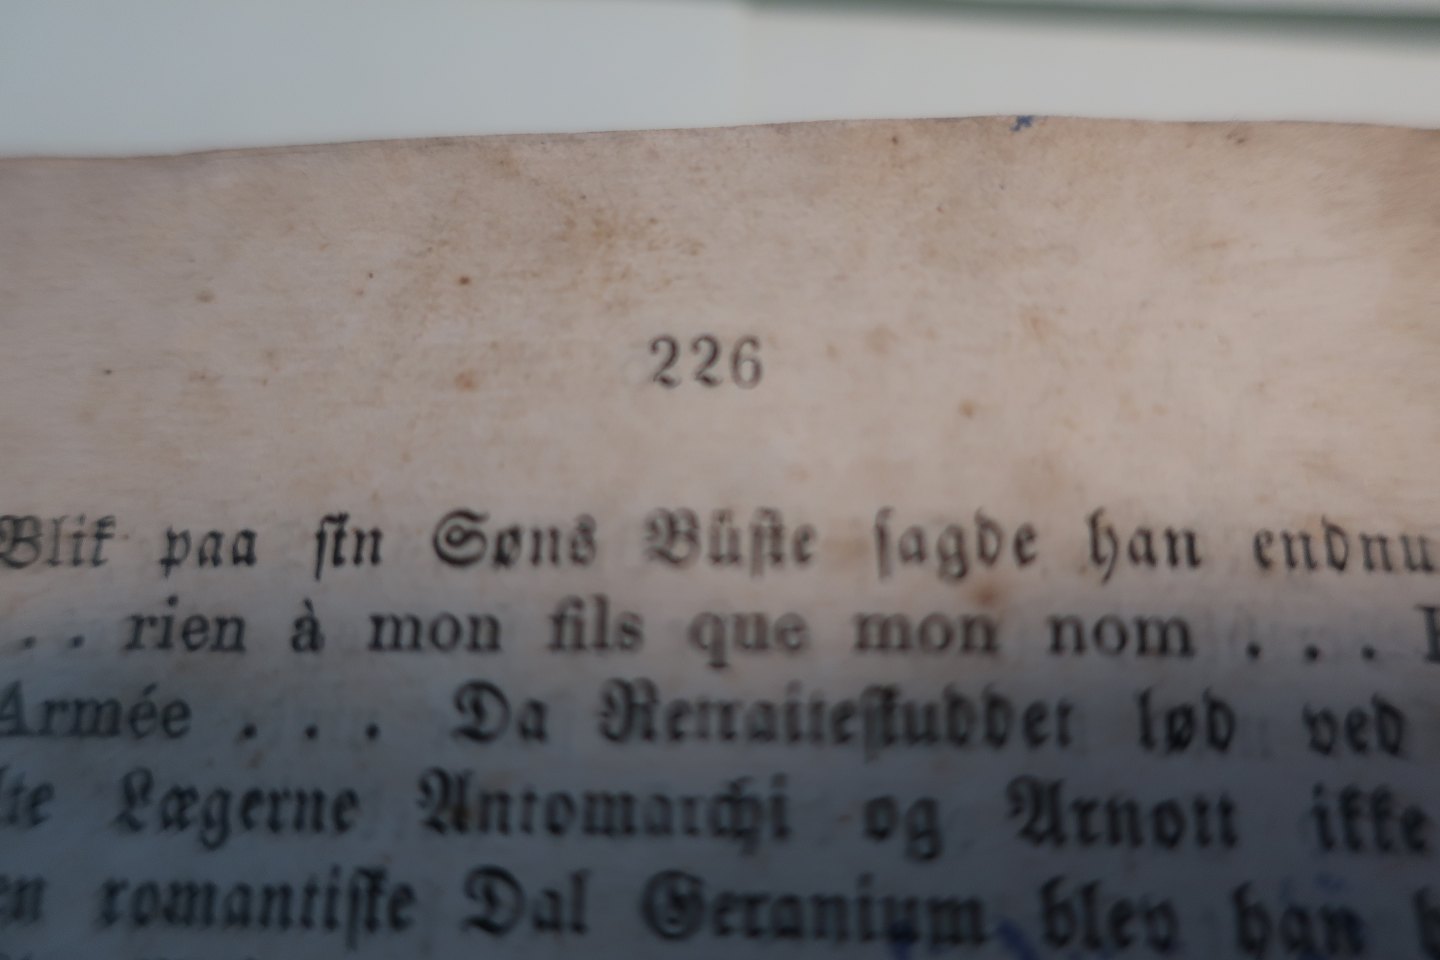 226
Blik paa sin Søns Büste sagde han endnu
. . rien à mon fils que mon nom . . .
Armée . . . Da Retraiteskuddet lød ved
Lægerne Antomarchi og Arnott ikke
romantiske Dal Geranium blev han